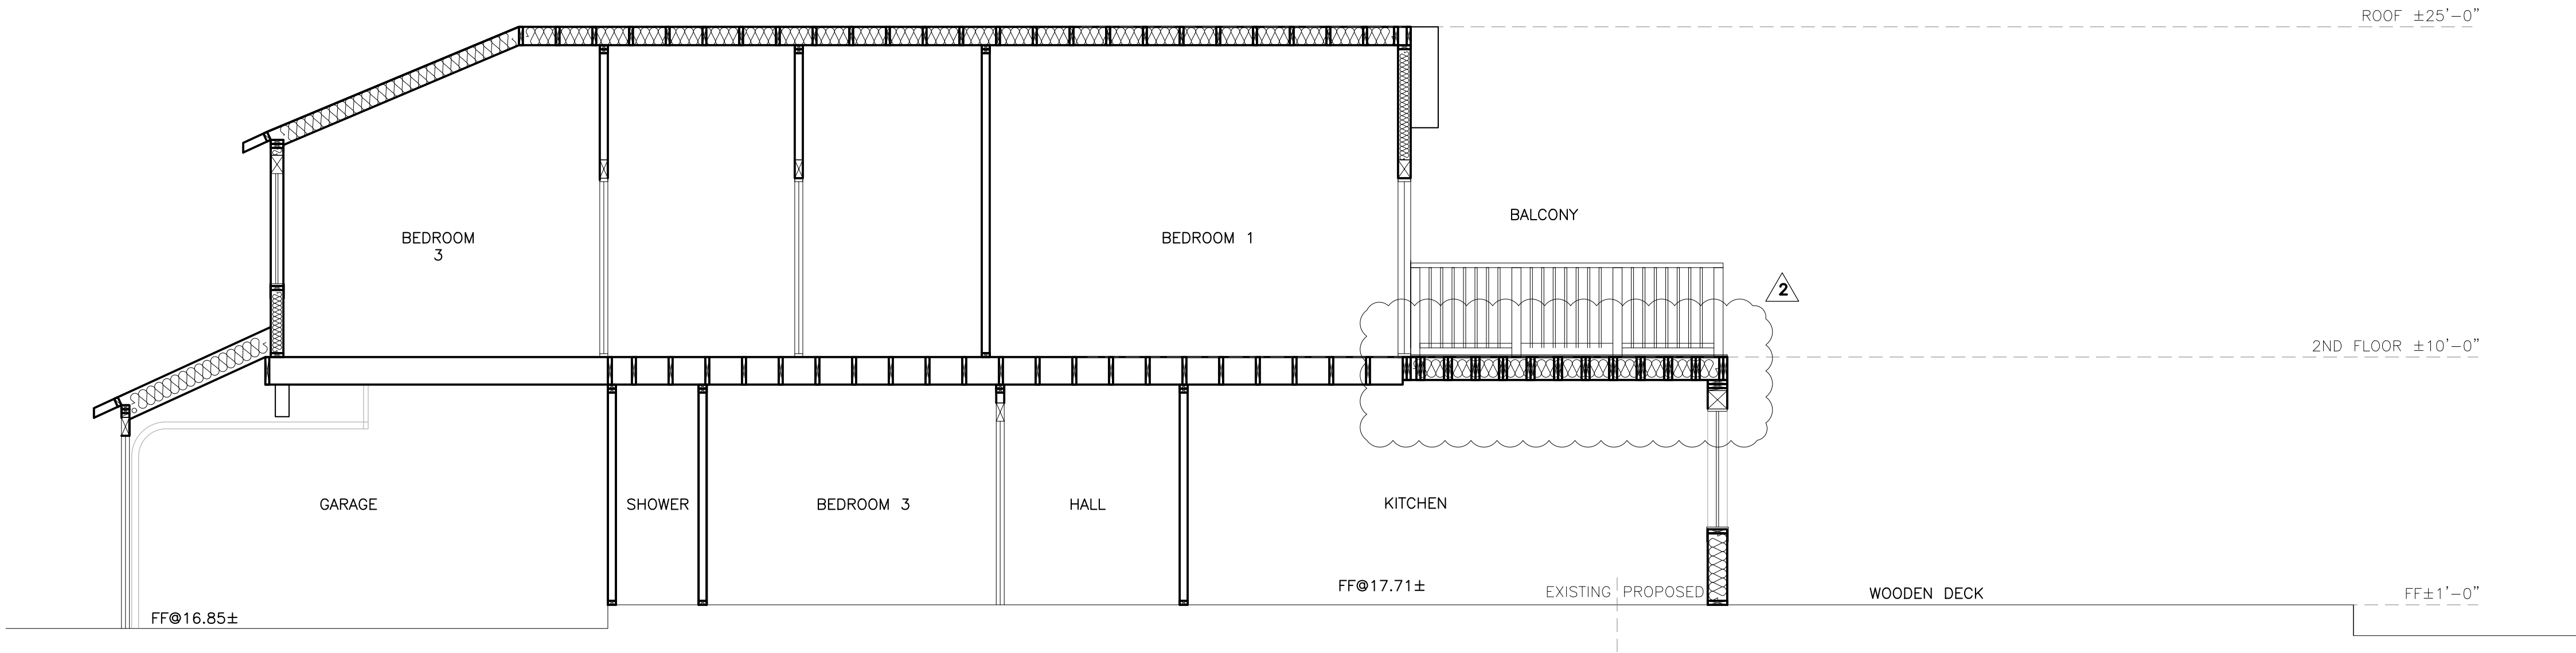 ROOF ±25'-0"
BALCONY
BEDROOM
3
BEDROOM 1
2
2ND FLOOR ±10'-0"
GARAGE
SHOWER
BEDROOM 3
HALL
KITCHEN
FF@17.71±
EXISTING
PROPOSED
WOODEN DECK
FF±1'-0"
FF@16.85±